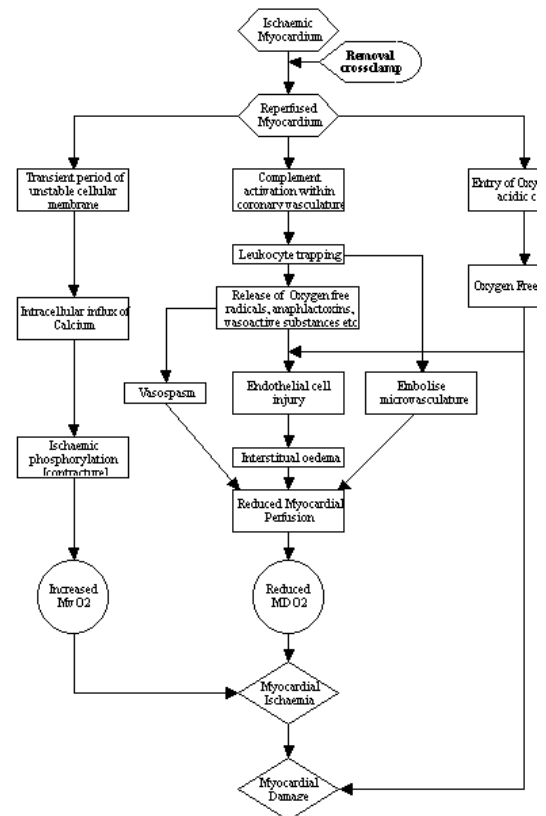 Ischaemic
Myocardium
Removal
crossclamp
Reperfused
Myocardium
Transient period of
unstable cellular
membrane
Complement
activation within
coronary vasculature
Entry of Oxy
acidic c
Leukocyte trapping
Oxygen Free
Release of Oxygen free
radicals, anaphlactoxins,
vasoactive substances etc
Intracellular influx of
Calcium
Vasospasm
Endothelial cell
injury
Embolise
microvasculature
Ischaemic
phosphorylation
[contracture]
Interstitual oedema
Reduced Myocardial
Perfusion
Increased
MvO2
Reduced
MDO2
Myocardial
Ischaemia
Myocardial
Damage